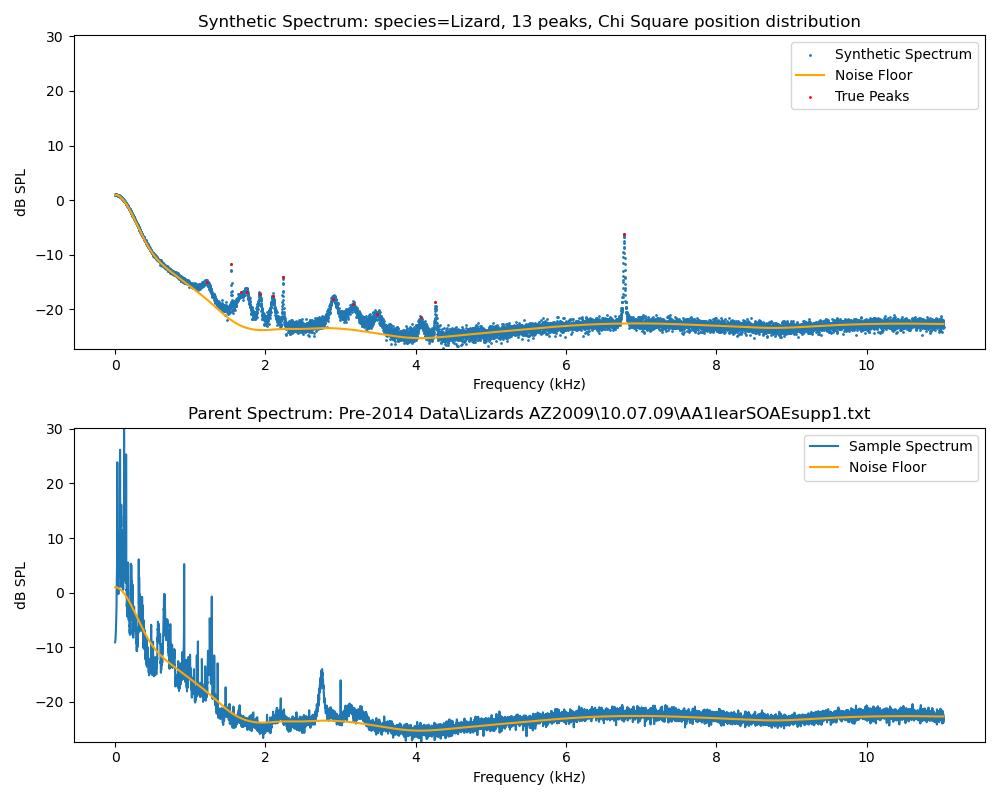 Synthetic Spectrum: species=Lizard, 13 peaks, Chi Square position distribution
30
20
10
0
−10
−20
dB SPL
Synthetic Spectrum
Noise Floor
True Peaks
0 2 4 6 8 10
Frequency (kHz)
Parent Spectrum: Pre-2014 Data\Lizards AZ2009\10.07.09\AA1learSOAEsupp1.txt
30
20
10
0
−10
−20
dB SPL
Sample Spectrum
Noise Floor
0 2 4 6 8 10
Frequency (kHz)